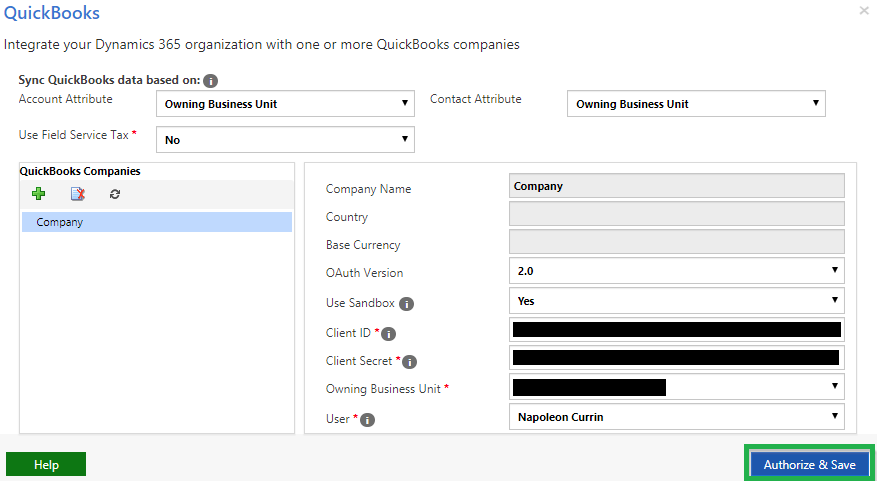 QuickBooks
Integrate your Dynamics 365 organization with one or more QuickBooks companies
Sync QuickBooks data based on:
Account Attribute Owning Business Unit Contact Attribute Owning Business Unit
Use Field Service Tax * No
QuickBooks Companies
Company
Company Name Company
Country
Base Currency
OAuth Version 2.0
Use Sandbox Yes
Client ID *
Client Secret *
Owning Business Unit *
User * Napoleon Currin
Help Authorize & Save